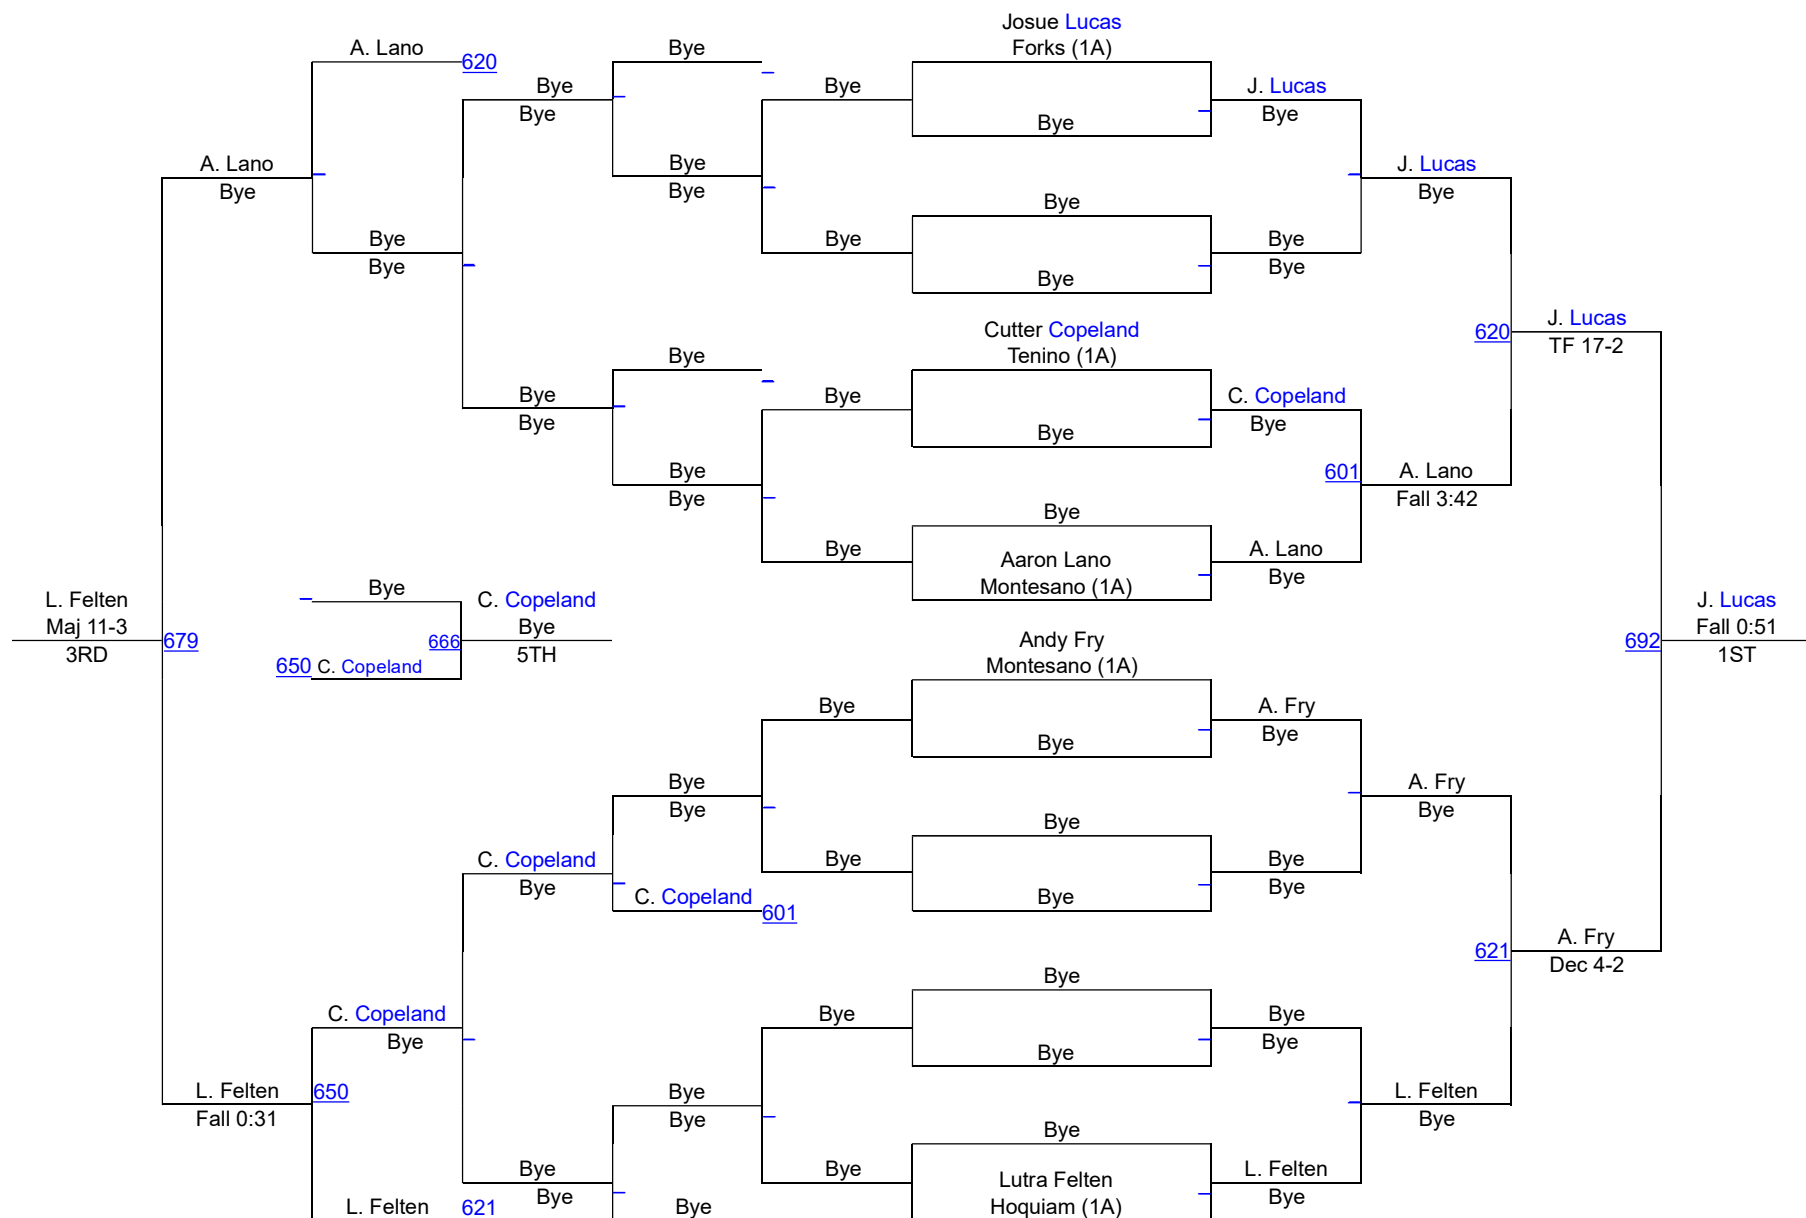 Josue Lucas
A. Lano
Bye
Forks (1A)
620
Bye
Bye
J. Lucas
Bye
Bye
Bye
A. Lano
Bye
J. Lucas
Bye
Bye
Bye
Bye
Bye
Bye
Bye
Bye
Bye
Bye
Bye
Cutter Copeland
J. Lucas
620
Bye
Tenino (1A)
TF 17-2
Bye
Bye
C. Copeland
Bye
Bye
Bye
Bye
601
A. Lano
Bye
Fall 3:42
Bye
Bye
Aaron Lano
A. Lano
Bye
Bye
Montesano (1A)
L. Felten
C. Copeland
J. Lucas
Maj 11-3
Bye
Fall 0:51
679
666
Andy Fry
692
3RD
5TH
1ST
650 C. Copeland
Montesano (1A)
Bye
A. Fry
Bye
Bye
Bye
A. Fry
Bye
Bye
Bye
C. Copeland
Bye
Bye
Bye
Bye
C. Copeland
Bye
601
A. Fry
621
Dec 4-2
Bye
C. Copeland
Bye
Bye
Bye
Bye
Bye
L. Felten
650
Bye
L. Felten
Fall 0:31
Bye
Bye
Bye
Bye
Bye
Lutra Felten
L. Felten
Bye
Bye
L. Felten
621
Bye
Hoquiam (1A)